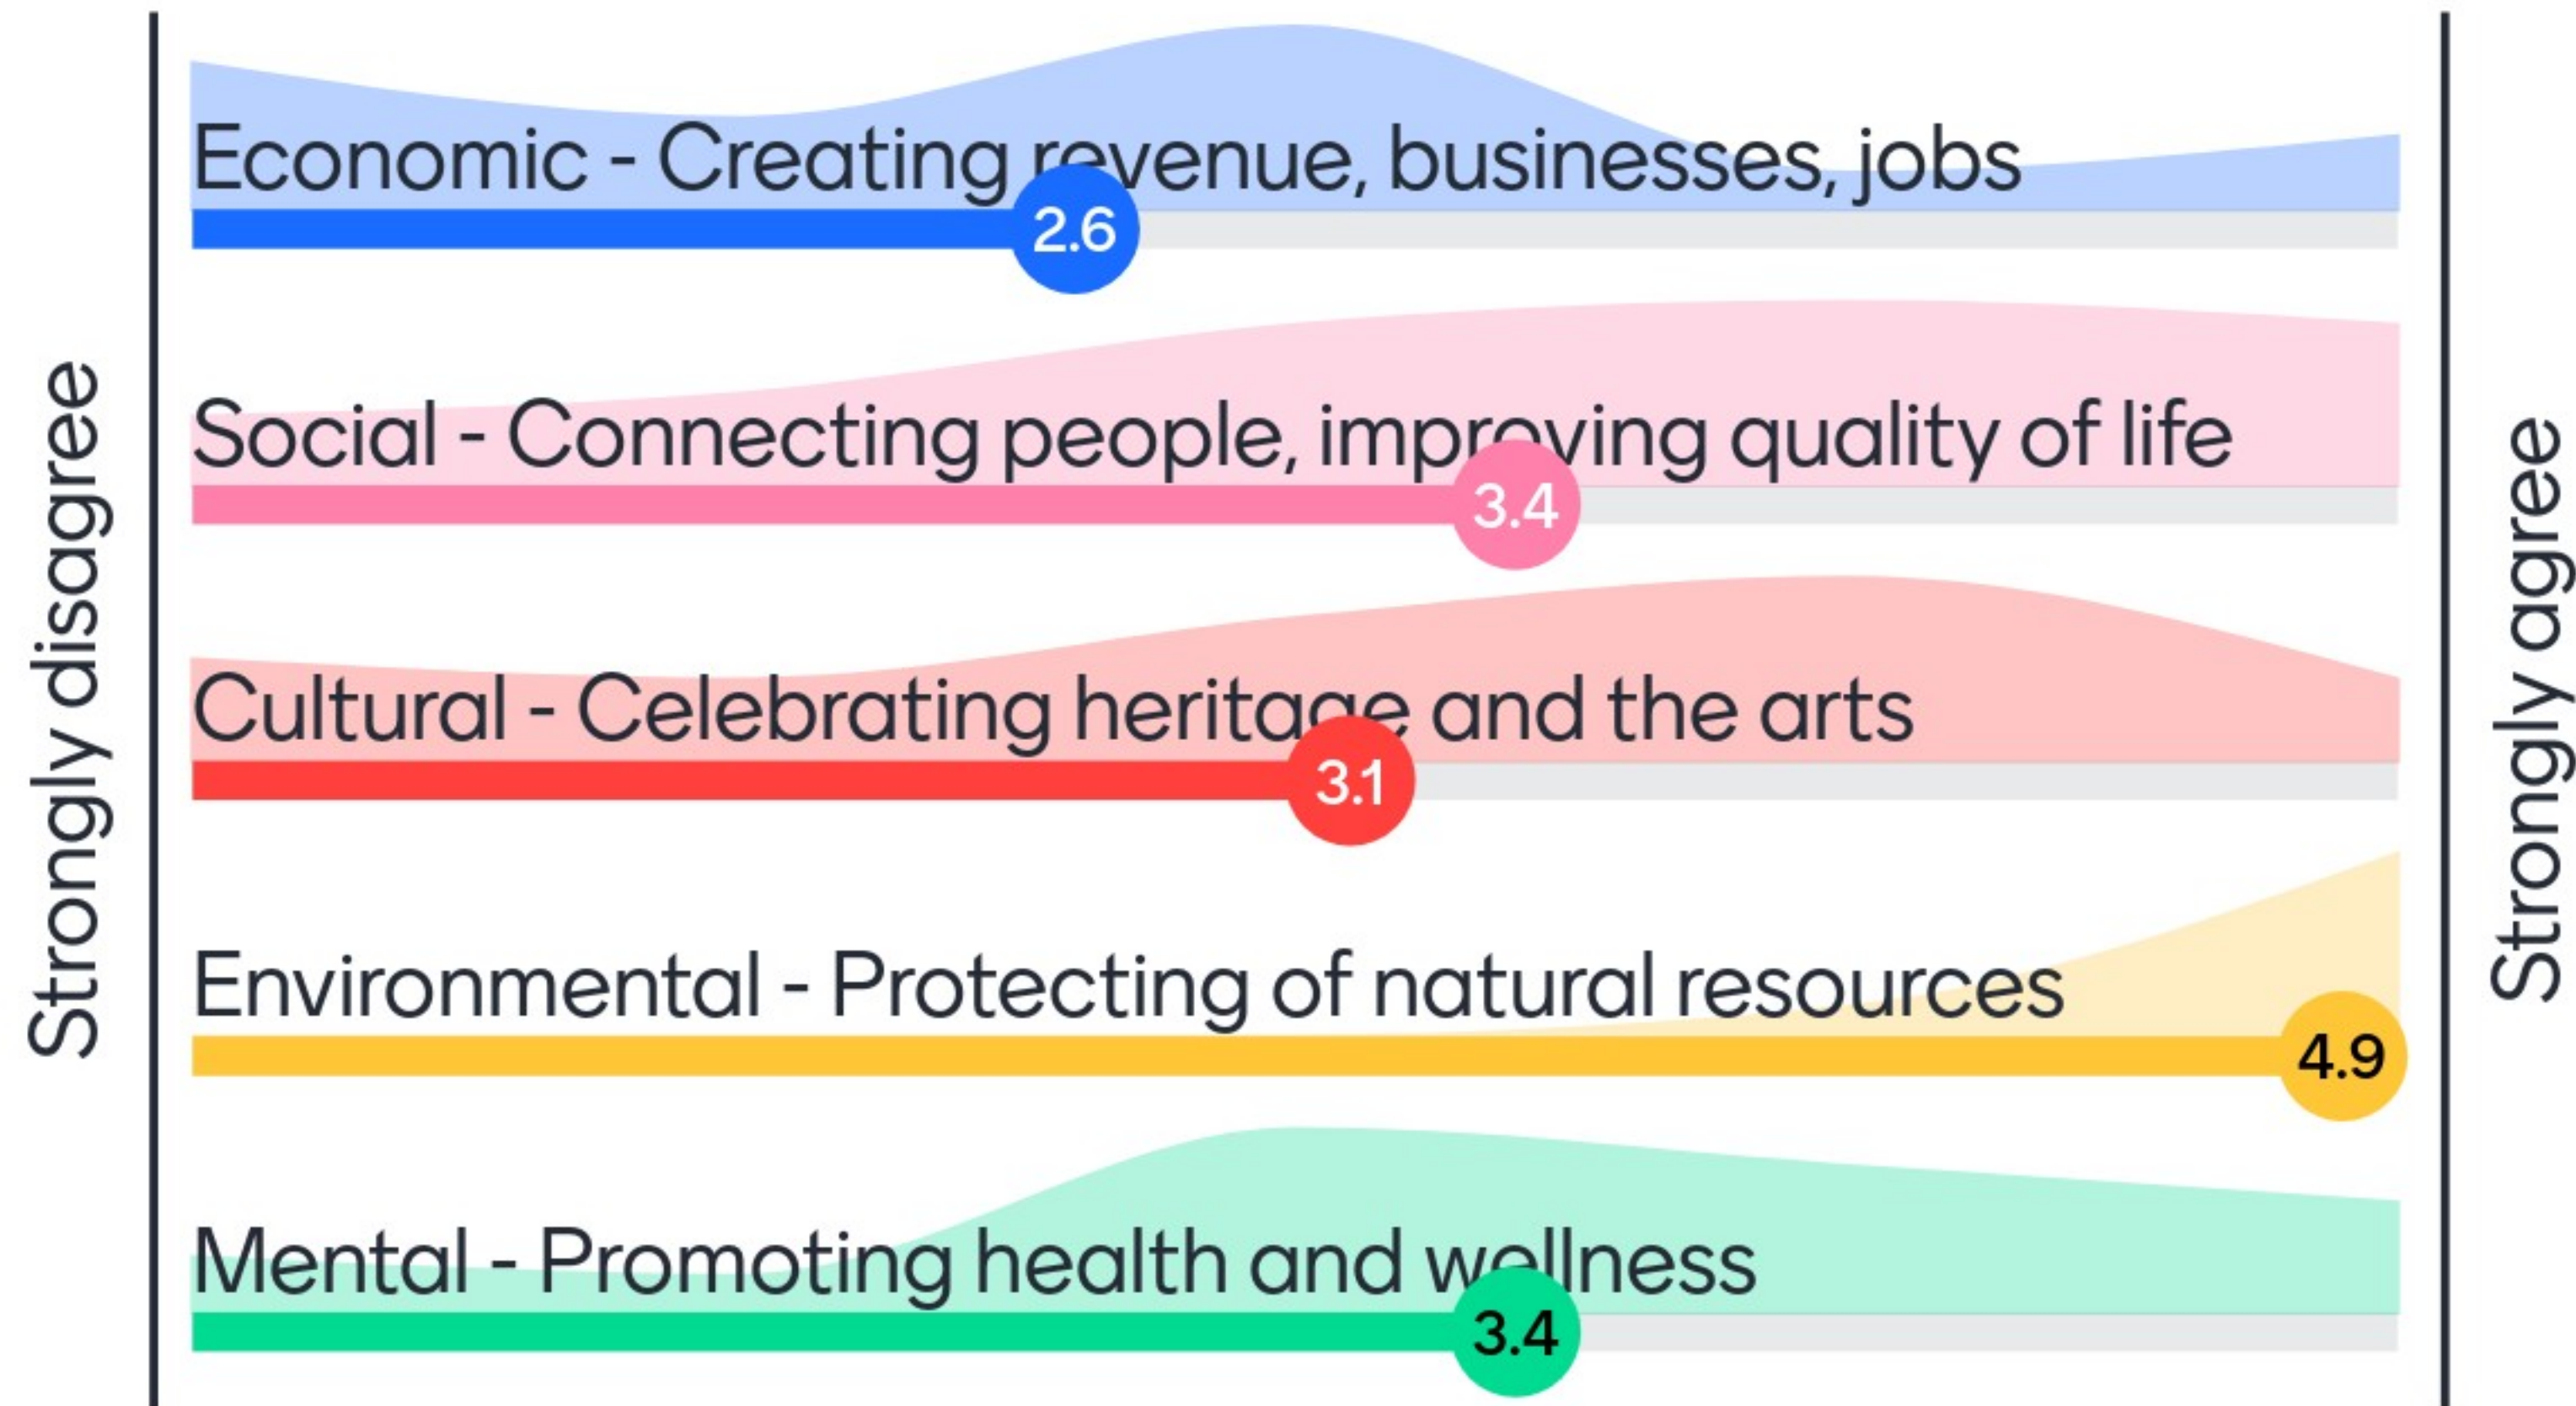 Strongly disagree
Economic - Creating revenue, businesses, jobs
2.6
Social - Connecting people, improving quality of life
3.4
Cultural - Celebrating heritage and the arts
3.1
Environmental - Protecting of natural resources
4.9
Mental - Promoting health and wellness
3.4
Strongly agree